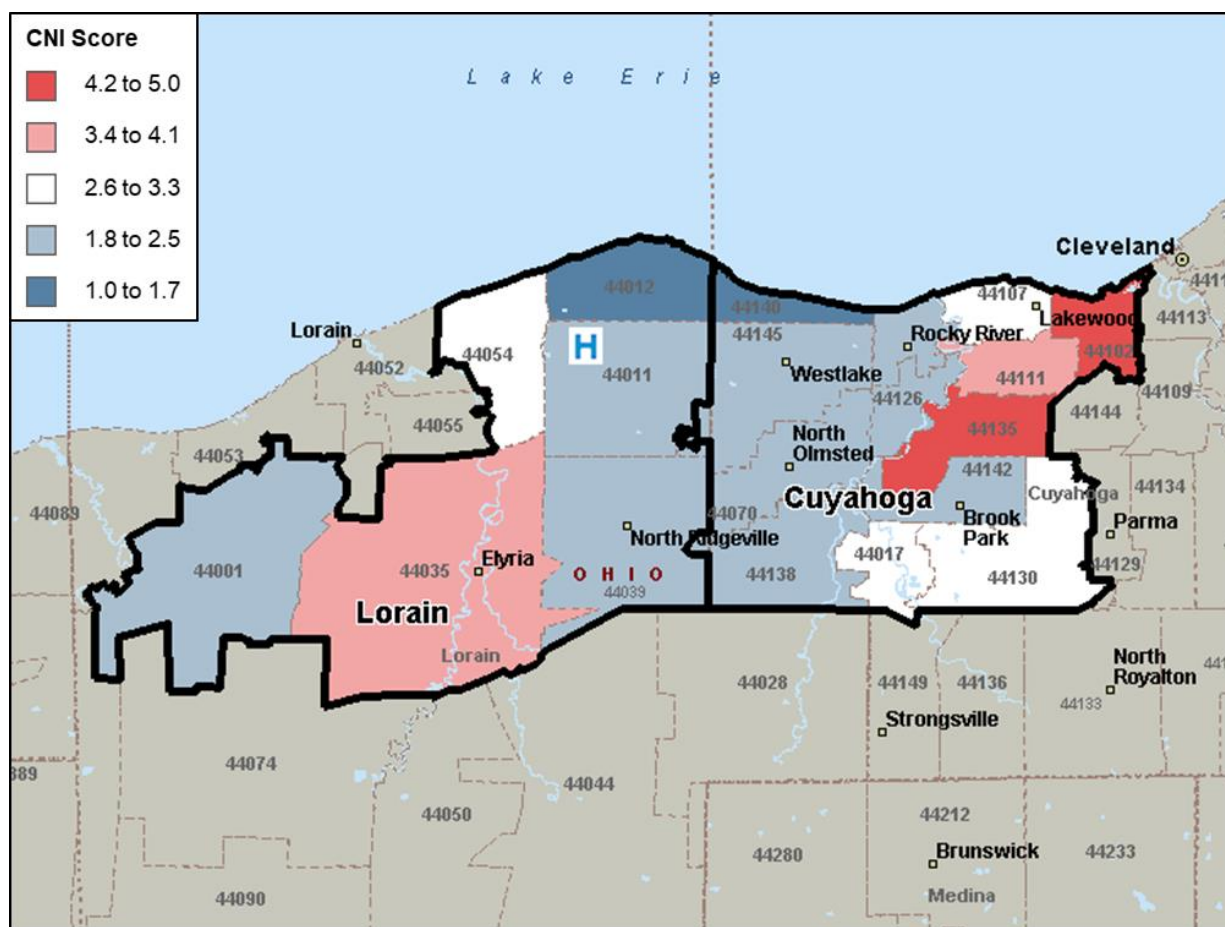 CNI Score
4.2 to 5.0
3.4 to 4.1
2.6 to 3.3
1.8 to 2.5
1.0 to 1.7
Lake Erie
Cleveland
44012
44107
44140
Lorain
Lakewood
44113
44145
Rocky River
44052
44054
H
44102
44011
Westlake
44111
44126
44109
44055
44144
44135
44053
North
Olmsted
44142
Cuyahoga
Cuyahoga
44134
44089
44070
Brook
Park
Parma
North Ridgeville
44017
Elyria
44129
44001
44035
OHIO
44138
44130
44039
Lorain
Lorain
North
Royalton
44028
44149
44136
44133
Strongsville
44074
44044
44050
44212
44280
Brunswick
44233
Medina
44090